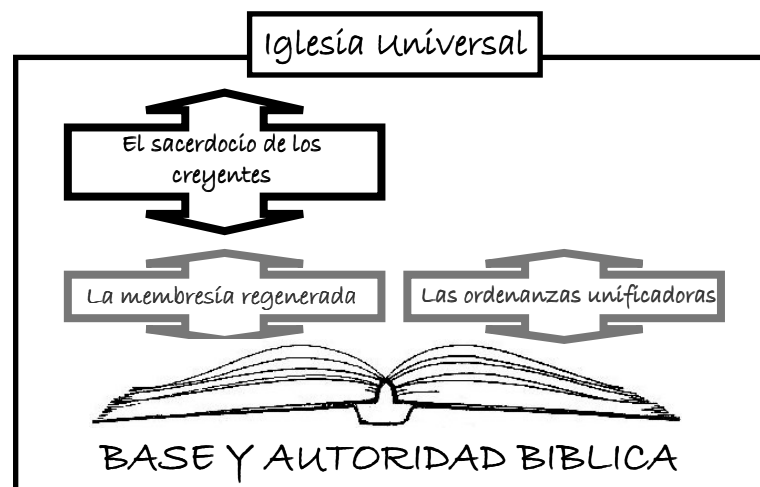 Iglesia Universal
El sacerdocio de los
creyentes
La membresía regenerada
Las ordenanzas unificadoras
BASE Y AUTORIDAD BIBLICA